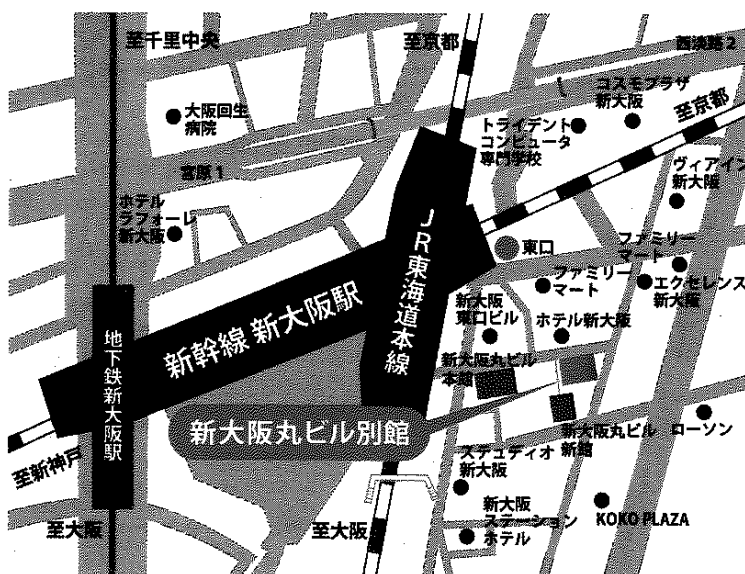 至千里中央
至京都
西淡路2
コスモプラザ
新大阪
至京都
大阪回生
病院
トライデント
コンピュータ
専門学校
宮原1
ヴィアイン
新大阪
ホテル
ラフォーレ
新大阪
JR東海道本線
東口
ファミリー
マート
ファミリー
マート
エクセレンス
新大阪
新幹線 新大阪駅
新大阪
東口ビル
ホテル新大阪
地下鉄新大阪駅
新大阪丸ビル
本館
新大阪丸ビル別館
新大阪丸ビル
新館
ローソン
至新神戸
ステュディオ
新大阪
新大阪
ステーション
ホテル
KOKO PLAZA
至大阪
至大阪